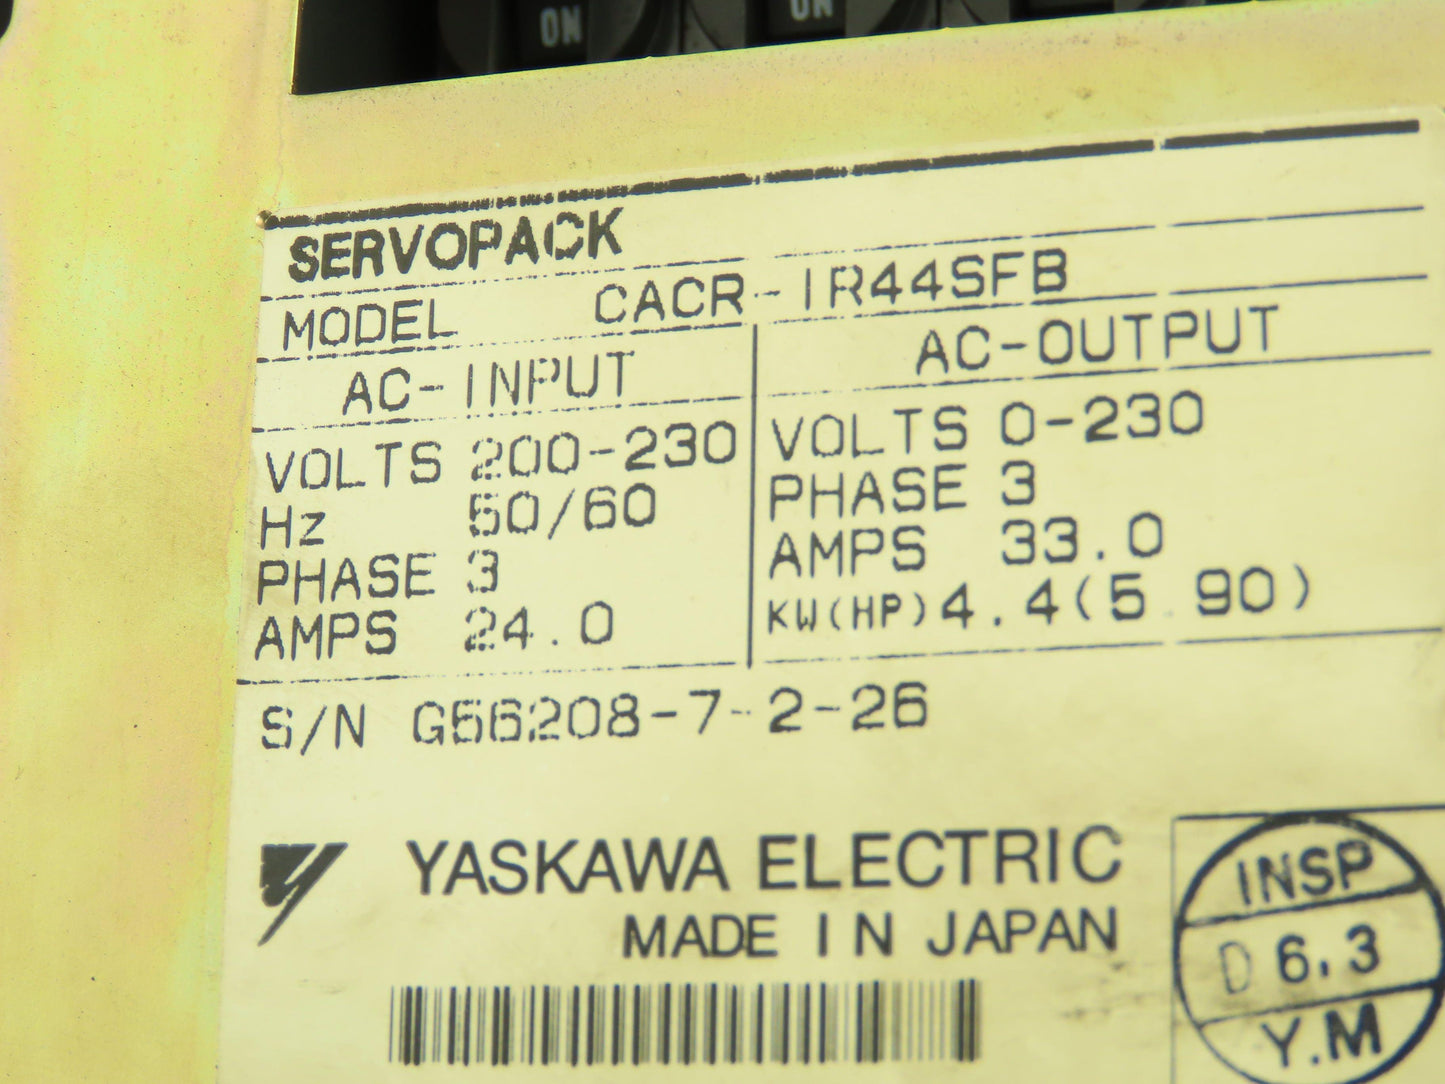 ON ON
SERVOPACK
MODEL CACR-IR44SFB
AC-INPUT AC-OUTPUT
VOLTS 200-230 VOLTS 0-230
Hz 50/60 PHASE 3
PHASE 3 AMPS 33.0
AMPS 24.0 KW(HP)4.4(5 90)
S/N G56208-7-2-26
YASKAWA ELECTRIC
MADE IN JAPAN
INSP
D 6.3
Y.M